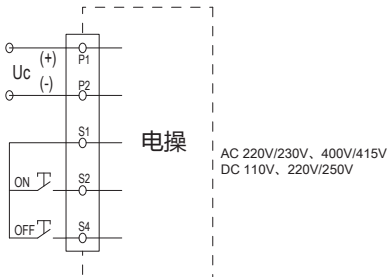 (+)
P1
Uc
(-)
P2
S1
电操
AC 220V/230V、400V/415V
DC 110V、220V/250V
ON
S2
OFF
S4